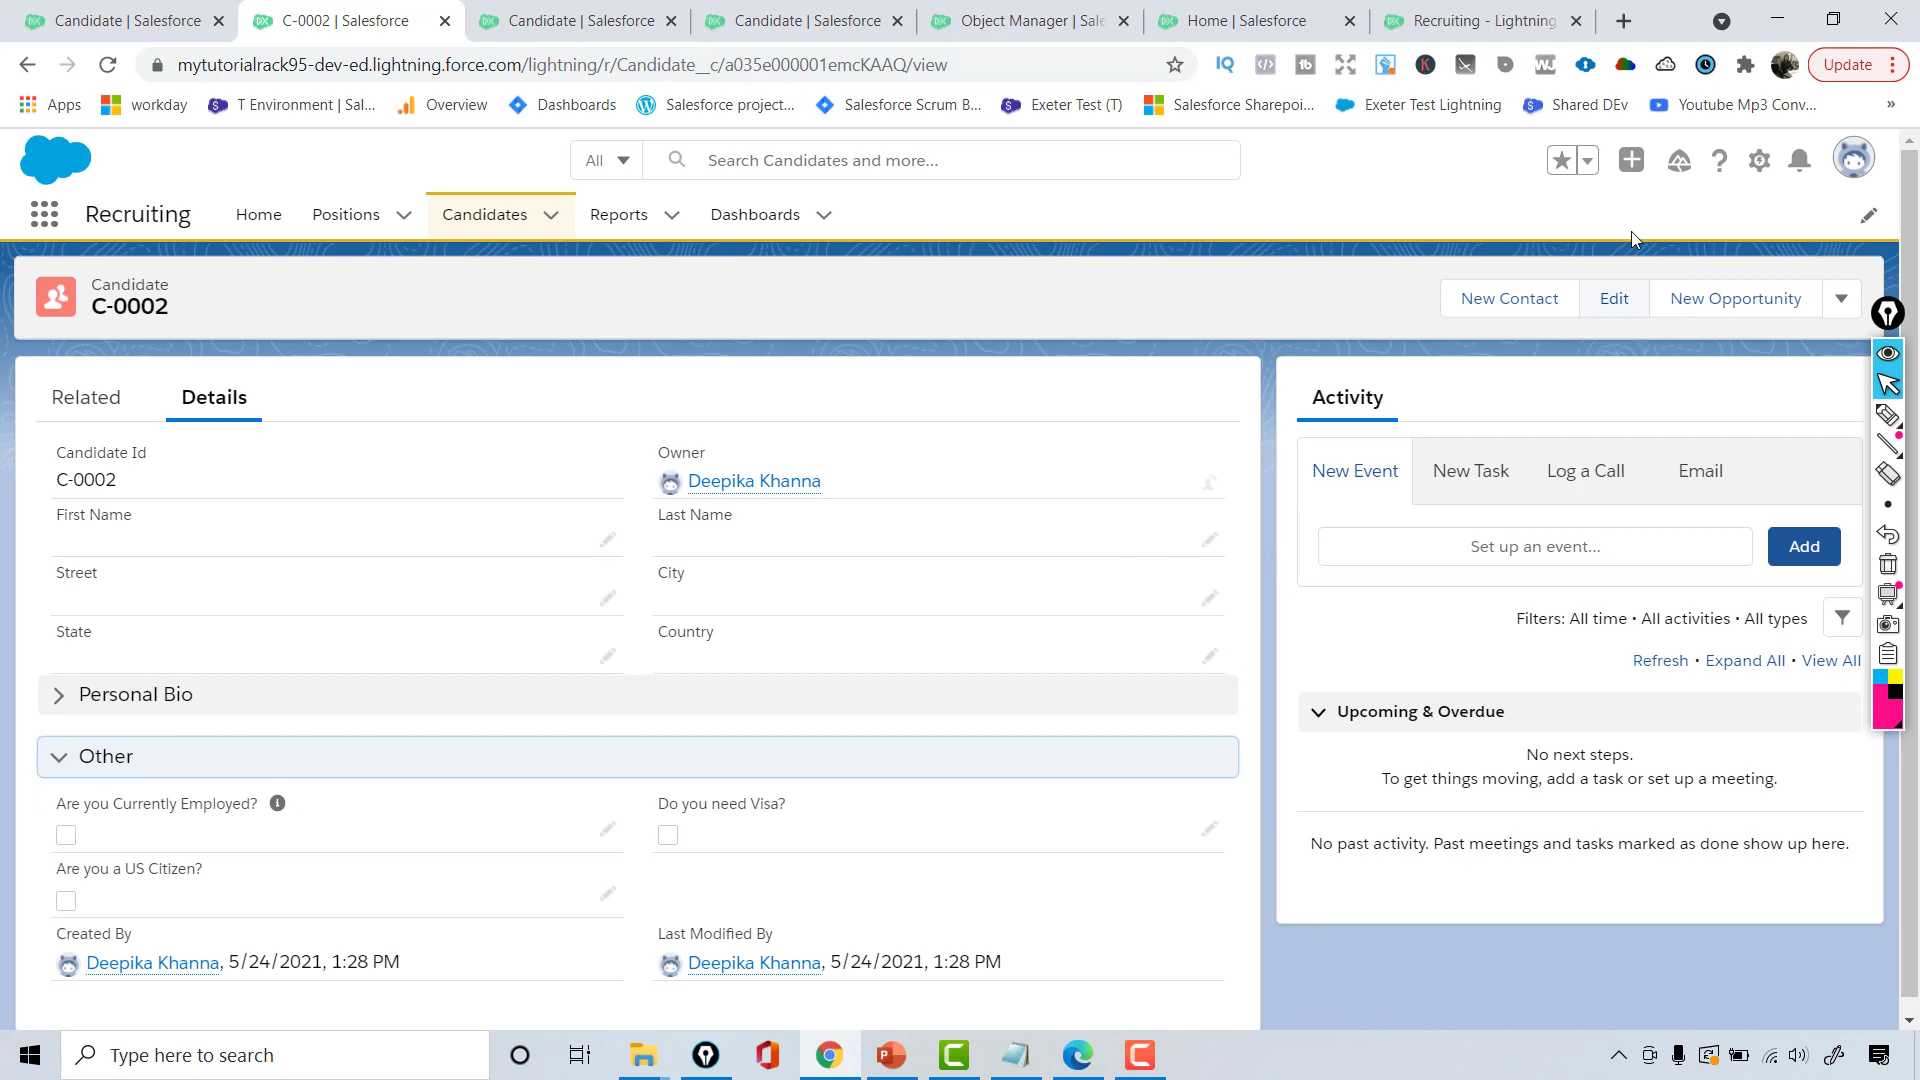 Candidate | Salesforce
C-0002 | Salesforce
Candidate | Salesforce
Candidate | Salesforce
Object Manager | Sale
Home | Salesforce
Recruiting - Lightning
mytutorialrack95-dev-ed.lightning.force.com/lightning/r/Candidate__c/a035e000001emcKAAQ/view
Update
Apps
workday
T Environment | Sal...
Overview
Dashboards
Salesforce project...
Salesforce Scrum B...
Exeter Test (T)
Salesforce Sharepoi...
Exeter Test Lightning
Shared DEv
Youtube Mp3 Conv...
»
All
Search Candidates and more...
Recruiting
Home
Positions
Candidates
Reports
Dashboards
Candidate
C-0002
New Contact
Edit
New Opportunity
Related
Details
Candidate Id
C-0002
Owner
Deepika Khanna
First Name
Last Name
Street
City
State
Country
Personal Bio
Other
Are you Currently Employed?
Do you need Visa?
Are you a US Citizen?
Created By
Deepika Khanna, 5/24/2021, 1:28 PM
Last Modified By
Deepika Khanna, 5/24/2021, 1:28 PM
Activity
New Event
New Task
Log a Call
Email
Set up an event...
Add
Filters: All time • All activities • All types
Refresh • Expand All • View All
Upcoming & Overdue
No next steps.
To get things moving, add a task or set up a meeting.
No past activity. Past meetings and tasks marked as done show up here.
Type here to search